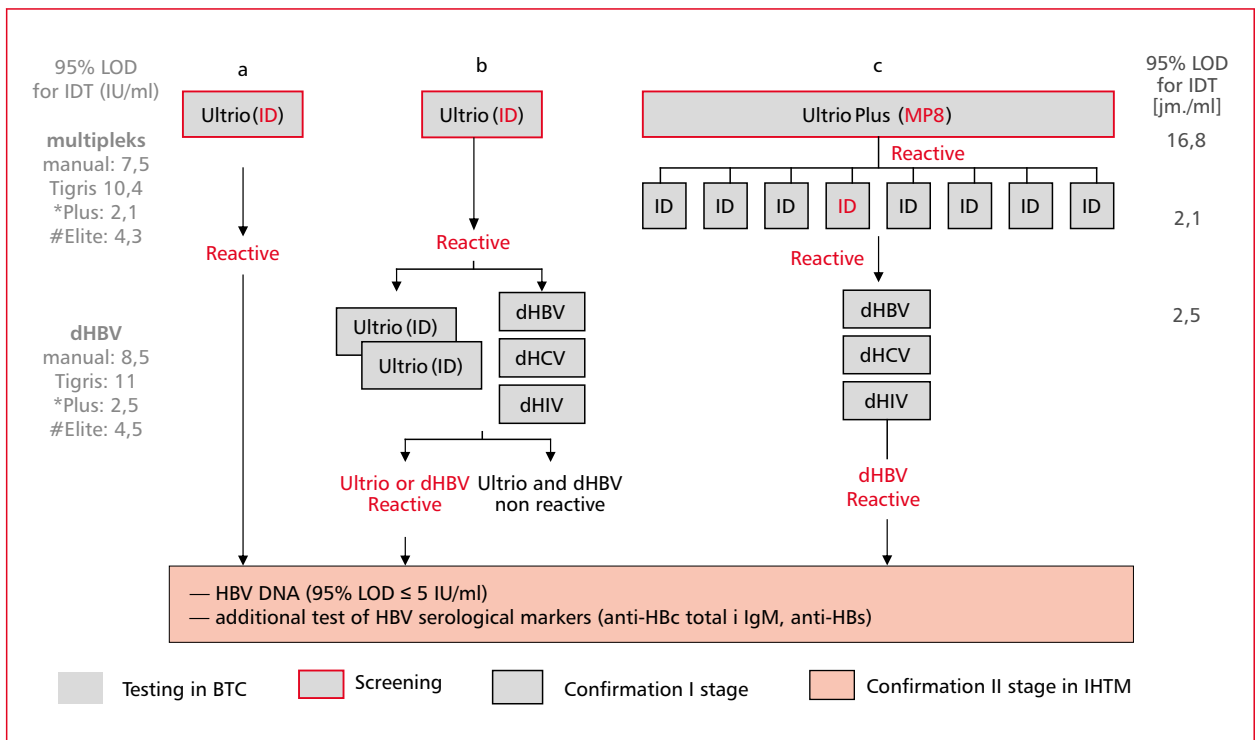 95% LOD
for IDT (IU/ml)
multipleks
manual: 7,5
Tigris 10,4
*Plus: 2,1
#Elite: 4,3
dHBV
manual: 8,5
Tigris: 11
*Plus: 2,5
#Elite: 4,5
a
Ultrio (ID)
Reactive
b
Ultrio (ID)
Reactive
Ultrio (ID)
Ultrio (ID)
dHBV
dHCV
dHIV
Ultrio or dHBV
Reactive
Ultrio and dHBV
non reactive
c
Ultrio Plus (MP8)
Reactive
ID
ID
ID
ID
ID
ID
ID
ID
Reactive
dHBV
dHCV
dHIV
dHBV
Reactive
95% LOD
for IDT
[jm./ml]
16,8
2,1
2,5
— HBV DNA (95% LOD ≤ 5 IU/ml)
— additional test of HBV serological markers (anti-HBc total i IgM, anti-HBs)
Testing in BTC
Screening
Confirmation I stage
Confirmation II stage in IHTM